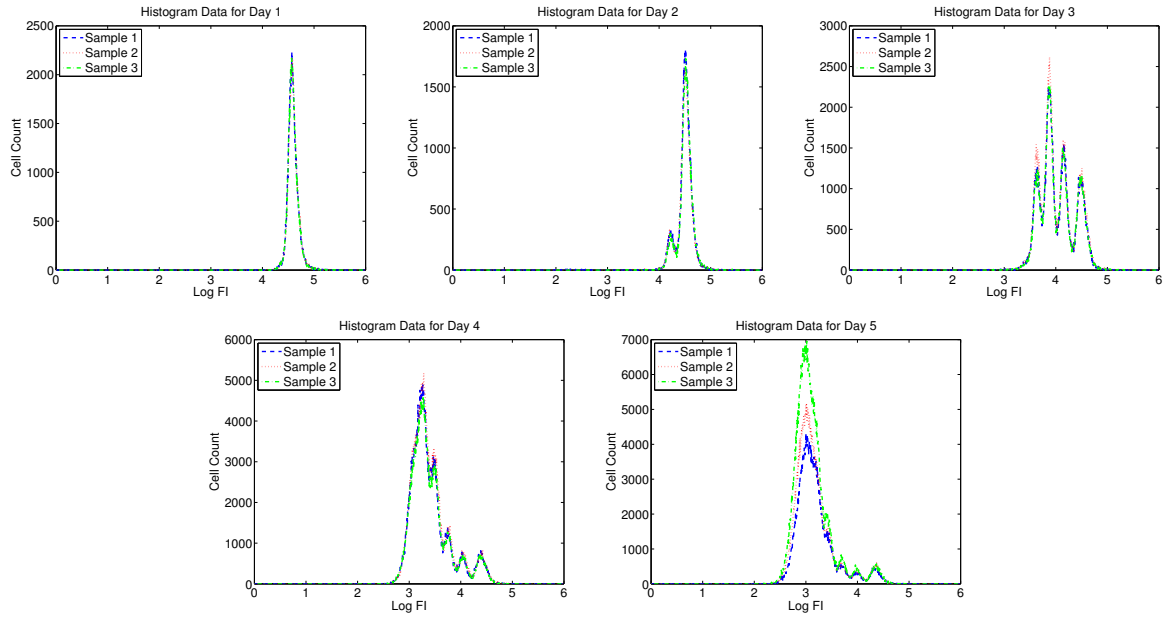 Histogram Data for Day 1
2500
2000
1500
1000
500
0
Cell Count
Sample 1
Sample 2
Sample 3
0 1 2 3 4 5 6
Log FI
Histogram Data for Day 2
2000
1500
1000
500
0
Cell Count
Sample 1
Sample 2
Sample 3
0 1 2 3 4 5 6
Log FI
Histogram Data for Day 3
3000
2500
2000
1500
1000
500
0
Cell Count
Sample 1
Sample 2
Sample 3
0 1 2 3 4 5 6
Log FI
Histogram Data for Day 4
6000
5000
4000
3000
2000
1000
0
Cell Count
Sample 1
Sample 2
Sample 3
0 1 2 3 4 5 6
Log FI
Histogram Data for Day 5
7000
6000
5000
4000
3000
2000
1000
0
Cell Count
Sample 1
Sample 2
Sample 3
0 1 2 3 4 5 6
Log FI